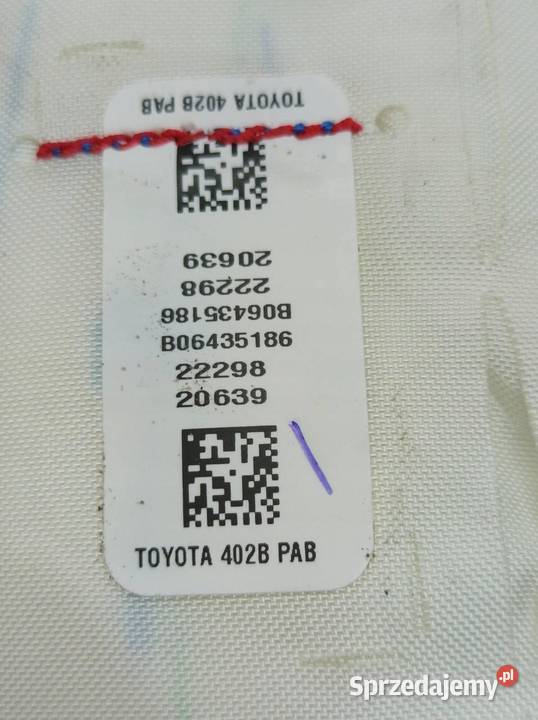 TOYOTA 402B PAB
20639
22298
B06435186
B06435186
22298
20639
TOYOTA 402B PAB
Sprzedajemy.pl